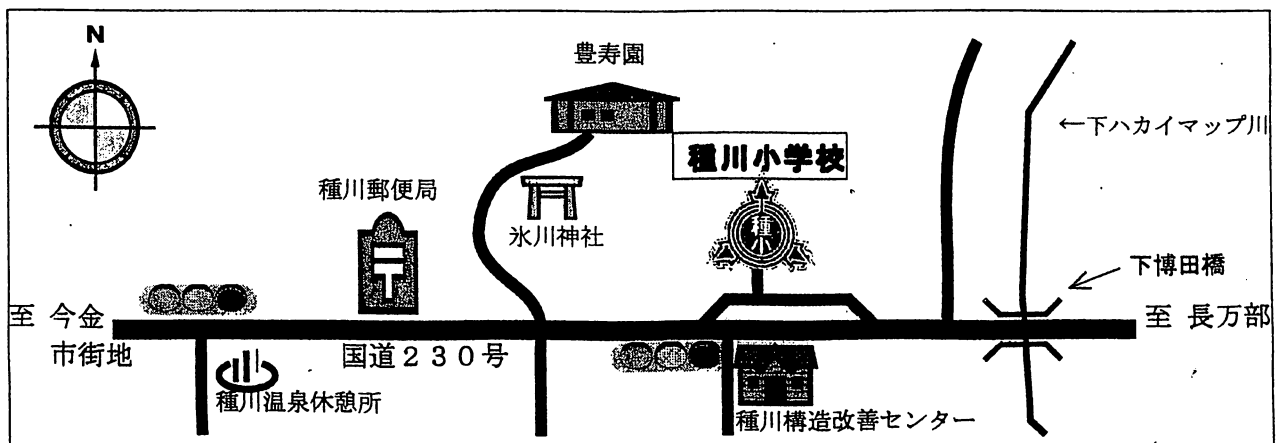 N
豊寿園
←下ハカイマップ川
種川小学校
種川郵便局
氷川神社
種小
下博田橋
至 今金
市街地
至 長万部
国道230号
種川温泉休憩所
種川構造改善センター